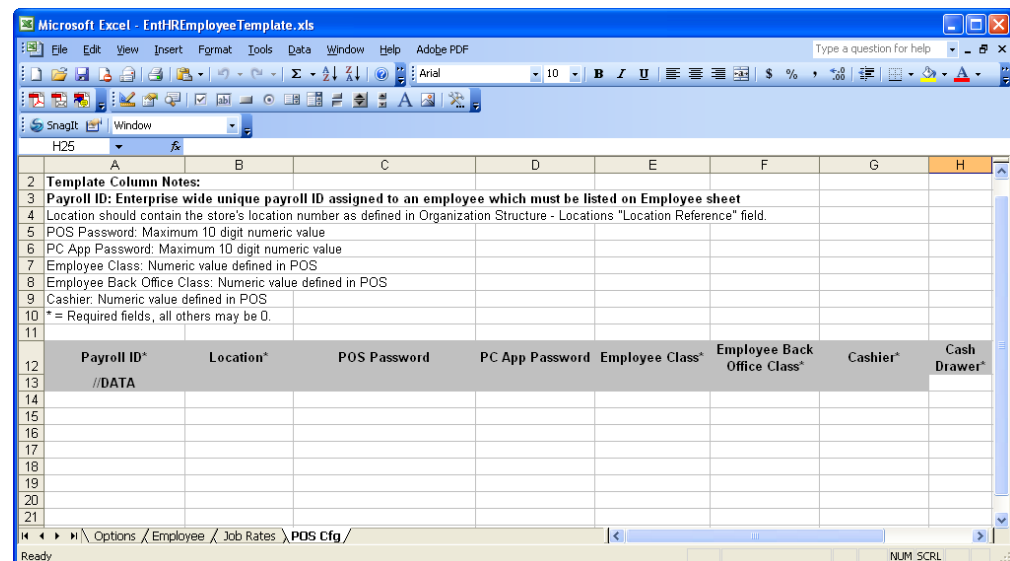 Microsoft Excel - EntHREmployeeTemplate.xls
File Edit View Insert Format Tools Data Window Help Adobe PDF Type a question for help
Arial 10 B I U $ % ,
SnagIt Window
H25 fx
A B C D E F G H
2 Template Column Notes:
3 Payroll ID: Enterprise wide unique payroll ID assigned to an employee which must be listed on Employee sheet
4 Location should contain the store's location number as defined in Organization Structure - Locations "Location Reference" field.
5 POS Password: Maximum 10 digit numeric value
6 PC App Password: Maximum 10 digit numeric value
7 Employee Class: Numeric value defined in POS
8 Employee Back Office Class: Numeric value defined in POS
9 Cashier: Numeric value defined in POS
10 * = Required fields, all others may be 0.
11
12 Payroll ID* Location* POS Password PC App Password Employee Class* Employee Back Office Class* Cashier* Cash Drawer*
13 //DATA
14
15
16
17
18
19
20
21
Options Employee Job Rates POS Cfg
Ready NUM SCRL